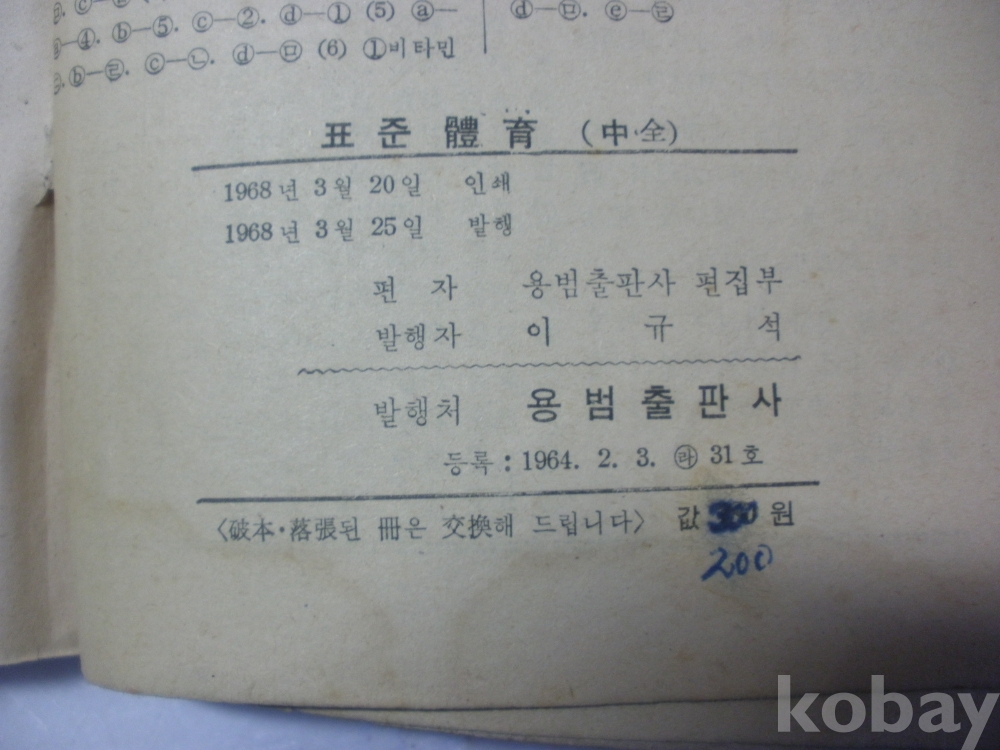 ⓐ—④. ⓑ—⑤. ⓒ—②. ⓓ—① (5) ⓐ—
ⓑ—㉣. ⓒ—㉡. ⓓ—㉤ (6) ①비타민
ⓓ—㉤. ⓔ—㉣
표준體育 (中·全)
1968년 3월 20일 인쇄
1968년 3월 25일 발행
편 자 용범출판사 편집부
발행자 이 규 석
발행처 용범출판사
등록 : 1964. 2. 3. ㉱ 31호
〈破本·落張된 冊은 交換해 드립니다〉 값 300 원
200
kobay